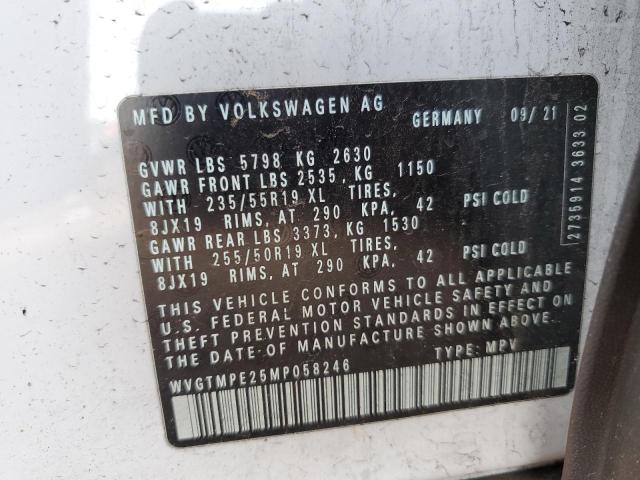 MFD BY VOLKSWAGEN AG GERMANY 09/ 21
GVWR LBS 5798 KG 2630
GAWR FRONT LBS 2535, KG 1150
WITH 235/55R19 XL TIRES,
8JX19 RIMS, AT 290 KPA, 42 PSI COLD
GAWR REAR LBS 3373, KG 1530
WITH 255/50R19 XL TIRES,
8JX19 RIMS, AT 290 KPA, 42 PSI COLD
THIS VEHICLE CONFORMS TO ALL APPLICABLE
U.S. FEDERAL MOTOR VEHICLE SAFETY AND
THEFT PREVENTION STANDARDS IN EFFECT ON
THE DATE OF MANUFACTURE SHOWN ABOVE.
WVGTMPE25MP058246 TYPE: MPV
2735914 3633 02